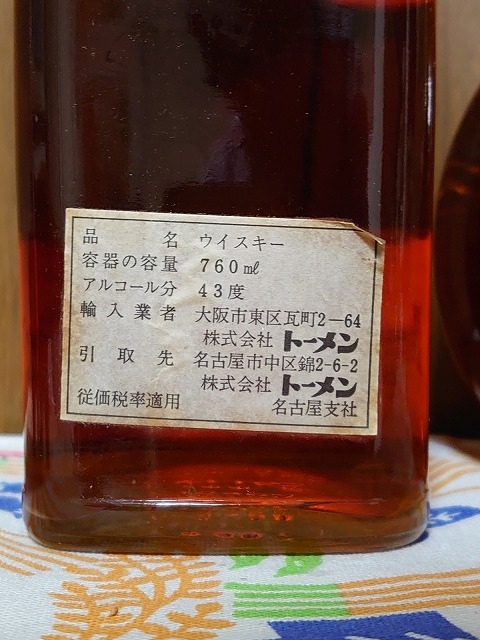 品名 ウイスキー
容器の容量 760㎖
アルコール分 43度
輸入業者 大阪市東区瓦町2-64
株式会社 トーメン
引取先 名古屋市中区錦2-6-2
株式会社 トーメン
従価税率適用 名古屋支社